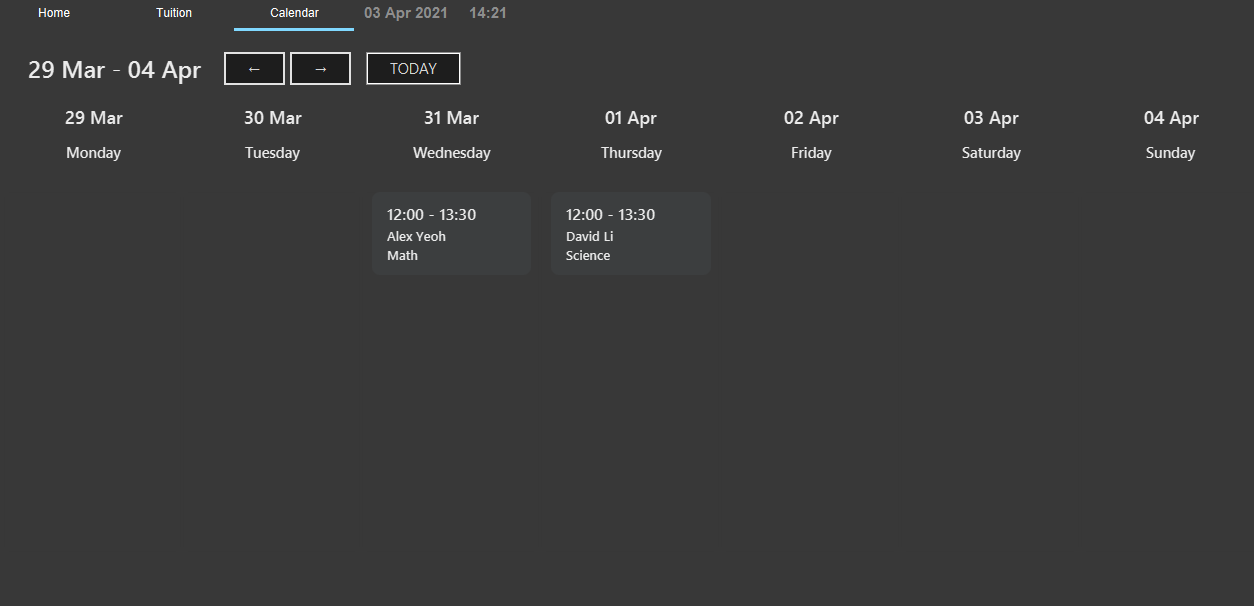 Home Tuition Calendar 03 Apr 2021 14:21
29 Mar - 04 Apr ← → TODAY
29 Mar 30 Mar 31 Mar 01 Apr 02 Apr 03 Apr 04 Apr
Monday Tuesday Wednesday Thursday Friday Saturday Sunday
12:00 - 13:30 12:00 - 13:30
Alex Yeoh David Li
Math Science